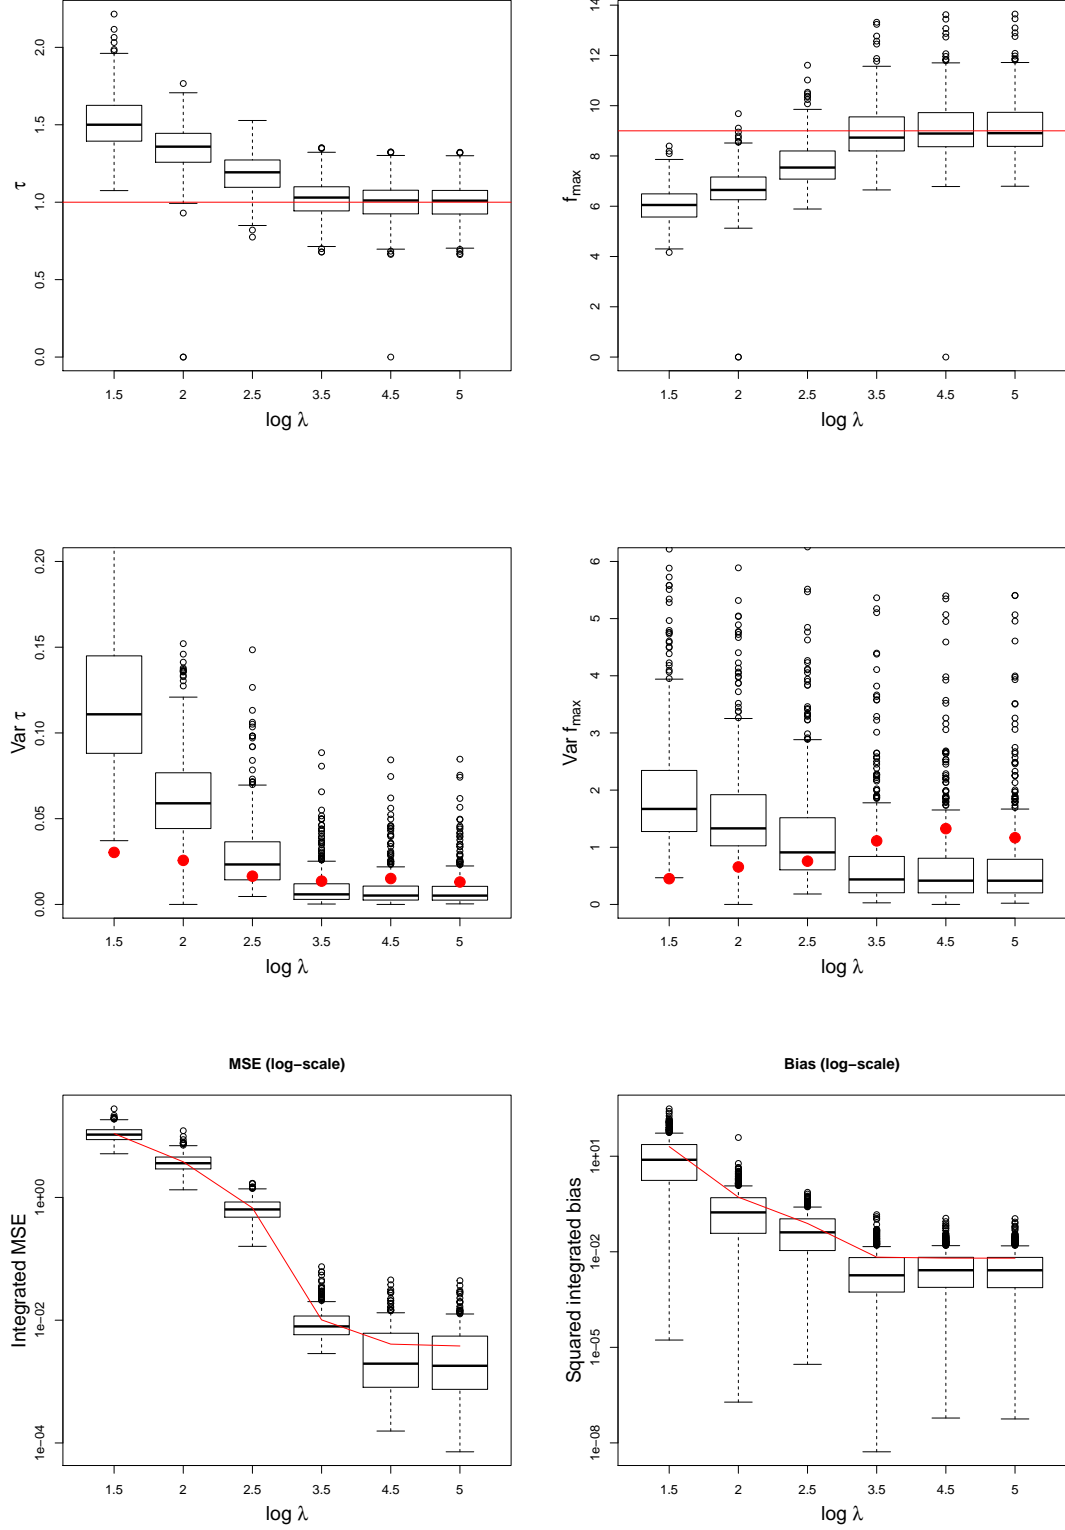 τ
0.0 0.5 1.0 1.5 2.0
1.5 2 2.5 3.5 4.5 5
log λ
f_max
0 2 4 6 8 10 12 14
1.5 2 2.5 3.5 4.5 5
log λ
Var τ
0.00 0.05 0.10 0.15 0.20
1.5 2 2.5 3.5 4.5 5
log λ
Var f_max
0 1 2 3 4 5 6
1.5 2 2.5 3.5 4.5 5
log λ
MSE (log−scale)
Integrated MSE
1e−04 1e−02 1e+00
1.5 2 2.5 3.5 4.5 5
log λ
Bias (log−scale)
Squared integrated bias
1e−08 1e−05 1e−02 1e+01
1.5 2 2.5 3.5 4.5 5
log λ